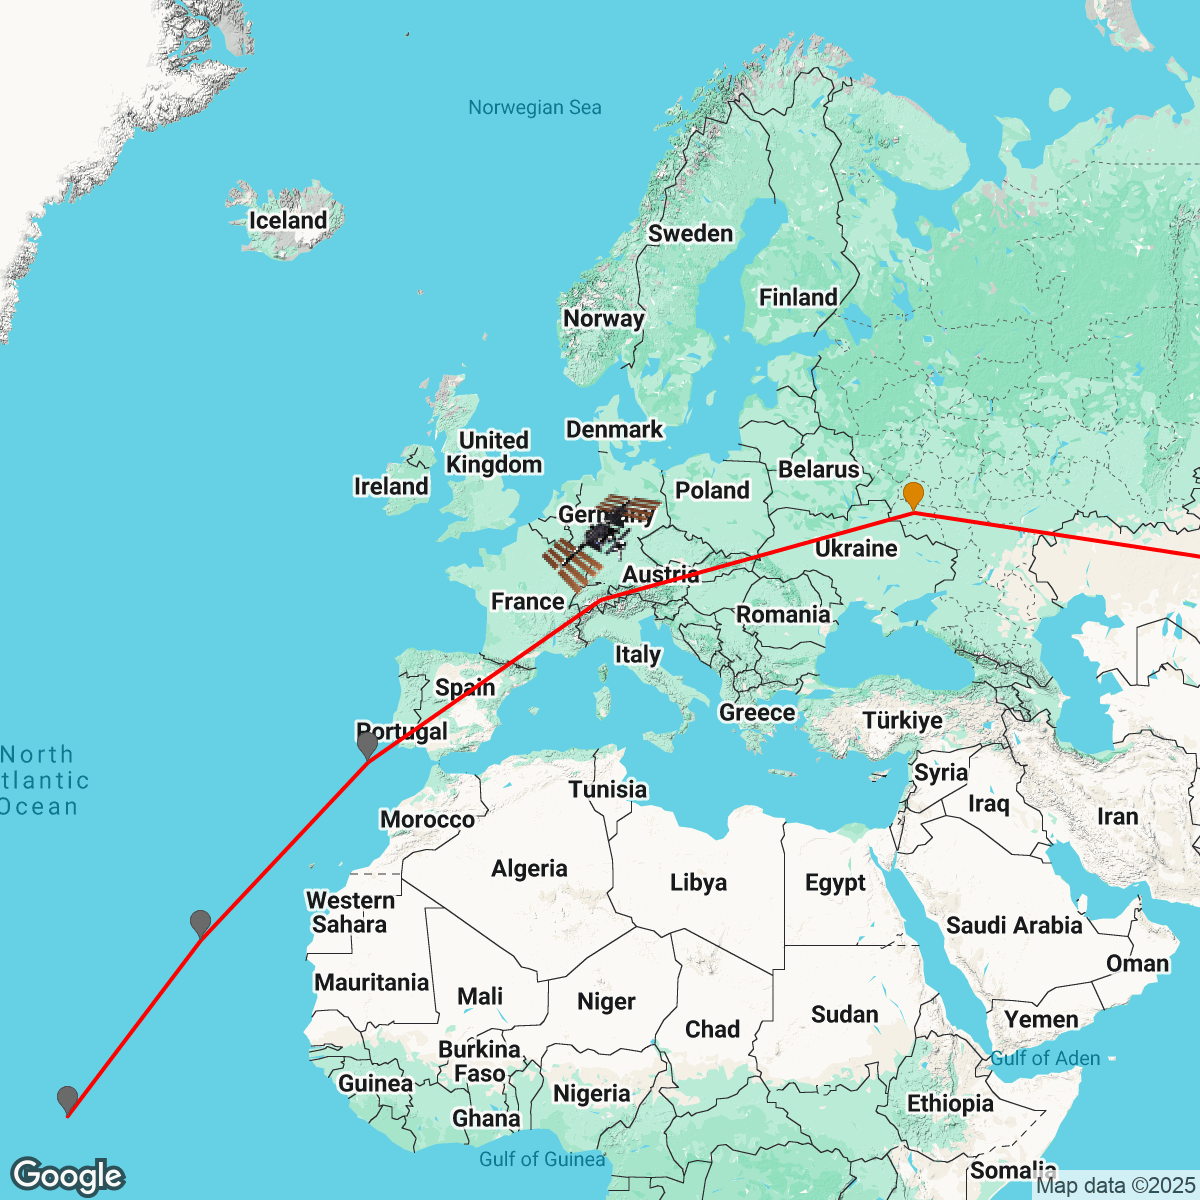 Norwegian Sea
Iceland
Sweden
Finland
Norway
Denmark
United
Kingdom
Ireland
Belarus
Poland
Germany
Ukraine
Austria
France
Romania
Italy
Spain
Greece
Türkiye
Portugal
North
tlantic
Ocean
Syria
Tunisia
Iraq
Iran
Morocco
Algeria
Libya
Egypt
Western
Sahara
Saudi Arabia
Oman
Mauritania
Mali
Niger
Sudan
Yemen
Chad
Burkina
Faso
Gulf of Aden
Guinea
Nigeria
Ghana
Ethiopia
Gulf of Guinea
Somalia
Google
Map data ©2025